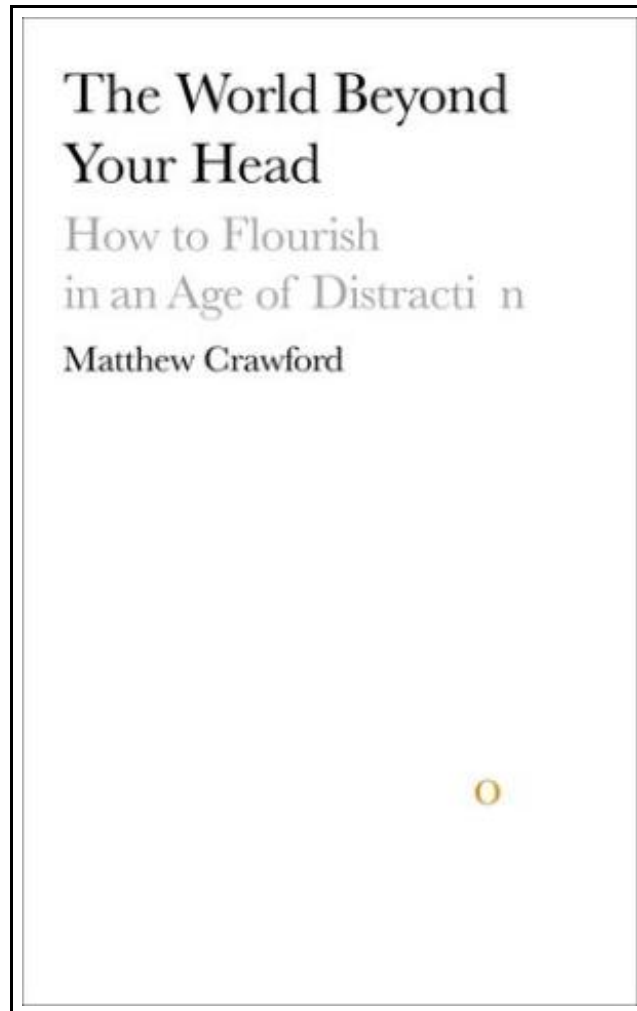 The World Beyond
Your Head
How to Flourish
in an Age of Distracti n
Matthew Crawford
o